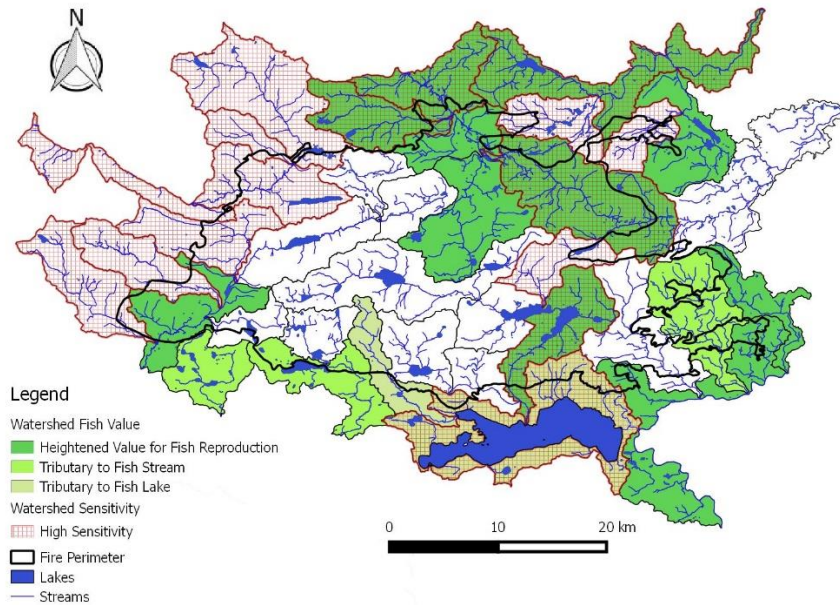 N
Legend
Watershed Fish Value
Heightened Value for Fish Reproduction
Tributary to Fish Stream
Tributary to Fish Lake
Watershed Sensitivity
High Sensitivity
Fire Perimeter
Lakes
Streams
0 10 20 km